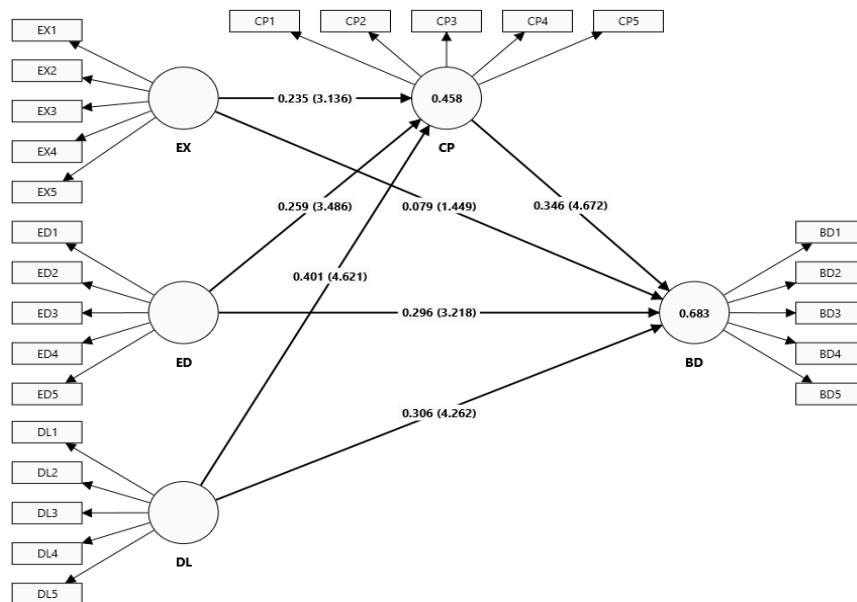 CP1
CP2
CP3
CP4
CP5
EX1
EX2
EX3
EX4
EX5
EX
0.235 (3.136)
0.458
CP
0.259 (3.486)
0.079 (1.449)
0.346 (4.672)
ED1
ED2
ED3
ED4
ED5
ED
0.401 (4.621)
0.296 (3.218)
0.683
BD
BD1
BD2
BD3
BD4
BD5
0.306 (4.262)
DL1
DL2
DL3
DL4
DL5
DL